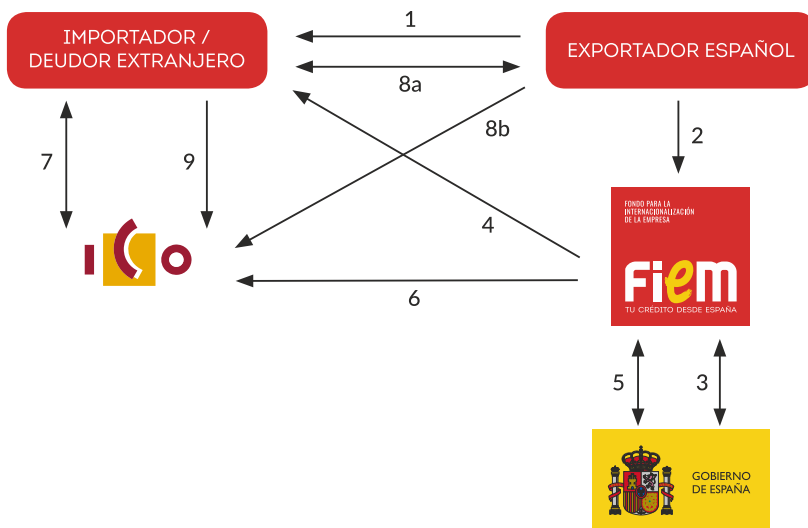 1
IMPORTADOR /
DEUDOR EXTRANJERO
EXPORTADOR ESPAÑOL
8a
8b
7
9
2
FONDO PARA LA
INTERNACIONALIZACIÓN
DE LA EMPRESA
4
ICO
Fiem
TU CRÉDITO DESDE ESPAÑA
6
5
3
GOBIERNO
DE ESPAÑA